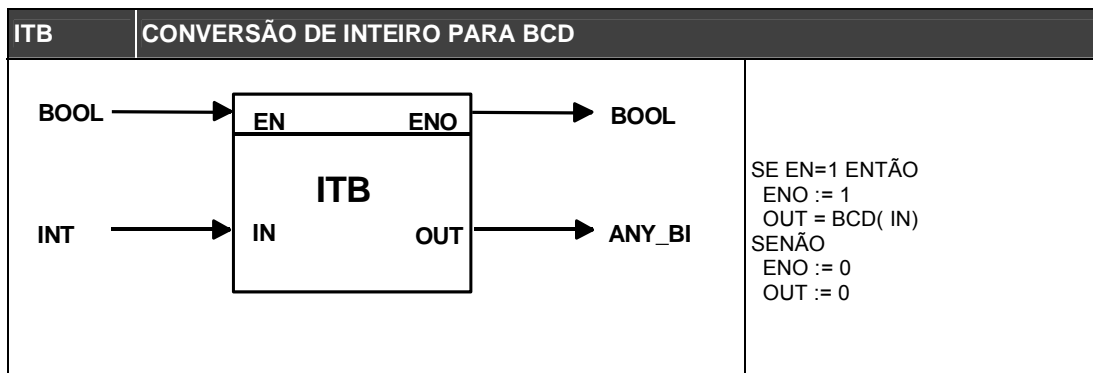 ITB CONVERSÃO DE INTEIRO PARA BCD
BOOL EN ENO BOOL
ITB
INT IN OUT ANY_BI
SE EN=1 ENTÃO
ENO := 1
OUT = BCD( IN)
SENÃO
ENO := 0
OUT := 0